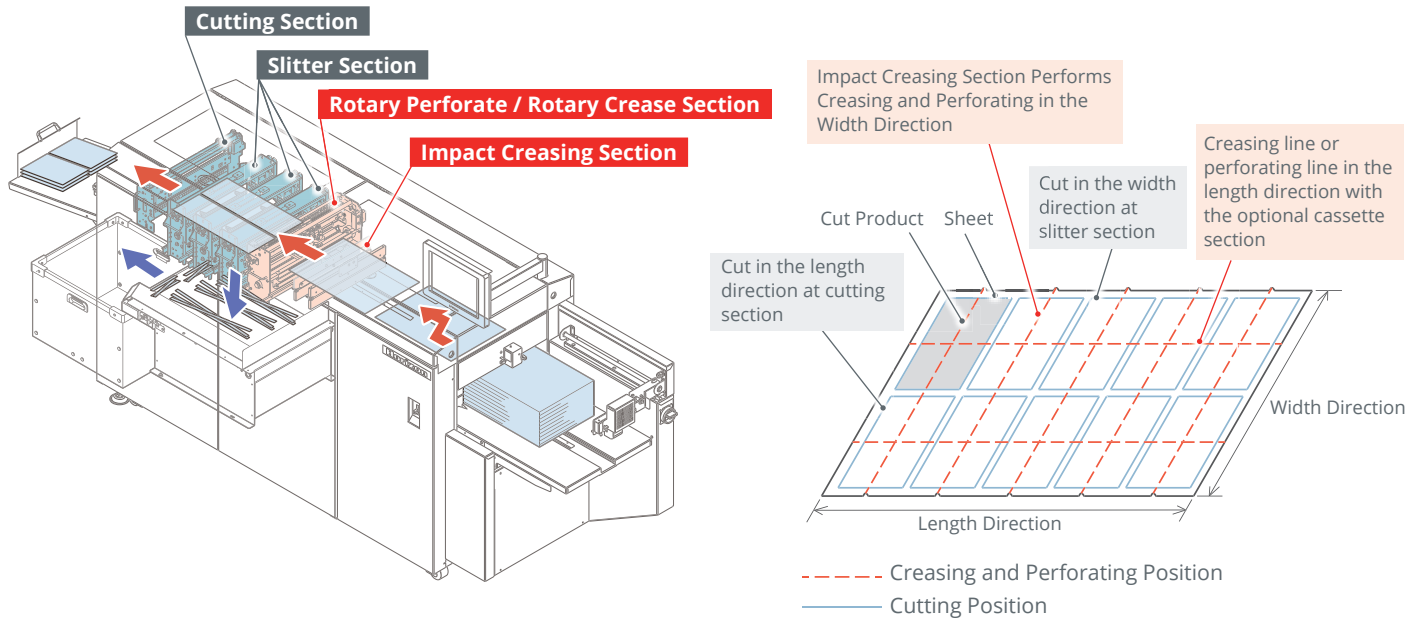 Cutting Section
Slitter Section
Rotary Perforate / Rotary Crease Section
Impact Creasing Section
Impact Creasing Section Performs
Creasing and Perforating in the
Width Direction
Creasing line or
perforating line in the
length direction with
the optional cassette
section
Cut in the width
direction at
slitter section
Cut Product
Sheet
Cut in the length
direction at cutting
section
Width Direction
Length Direction
Creasing and Perforating Position
Cutting Position